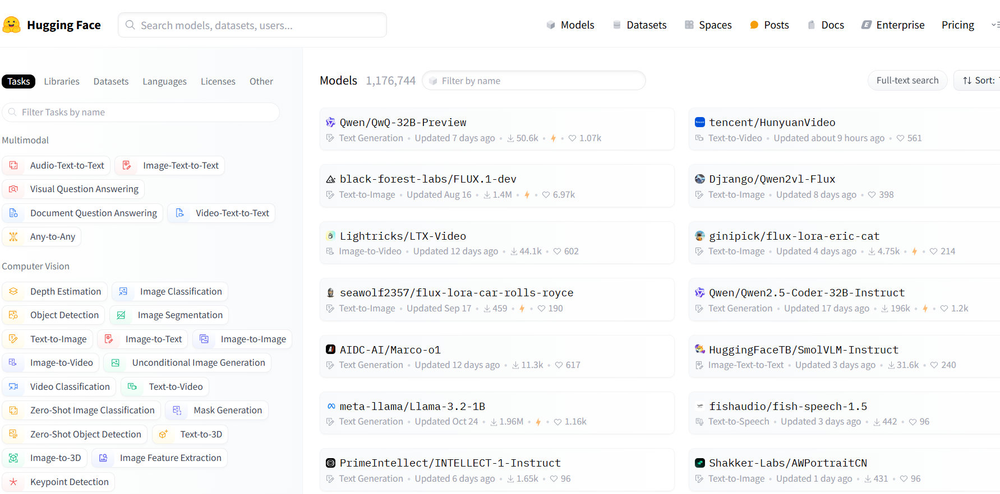 Hugging Face
Search models, datasets, users...
Models
Datasets
Spaces
Posts
Docs
Enterprise
Pricing
Tasks
Libraries
Datasets
Languages
Licenses
Other
Filter Tasks by name
Multimodal
Audio-Text-to-Text
Image-Text-to-Text
Visual Question Answering
Document Question Answering
Video-Text-to-Text
Any-to-Any
Computer Vision
Depth Estimation
Image Classification
Object Detection
Image Segmentation
Text-to-Image
Image-to-Text
Image-to-Image
Image-to-Video
Unconditional Image Generation
Video Classification
Text-to-Video
Zero-Shot Image Classification
Mask Generation
Zero-Shot Object Detection
Text-to-3D
Image-to-3D
Image Feature Extraction
Keypoint Detection
Models 1,176,744
Filter by name
Full-text search
Sort:
Qwen/QwQ-32B-Preview
Text Generation • Updated 7 days ago • 50.6k • • 1.07k
tencent/HunyuanVideo
Text-to-Video • Updated about 9 hours ago • 561
black-forest-labs/FLUX.1-dev
Text-to-Image • Updated Aug 16 • 1.4M • • 6.97k
Djrango/Qwen2vl-Flux
Text-to-Image • Updated 8 days ago • 398
Lightricks/LTX-Video
Image-to-Video • Updated 12 days ago • 44.1k • 602
ginipick/flux-lora-eric-cat
Text-to-Image • Updated 4 days ago • 4.75k • • 214
seawolf2357/flux-lora-car-rolls-royce
Text-to-Image • Updated Sep 17 • 459 • • 190
Qwen/Qwen2.5-Coder-32B-Instruct
Text Generation • Updated 17 days ago • 196k • • 1.2k
AIDC-AI/Marco-o1
Text Generation • Updated 12 days ago • 11.3k • 617
HuggingFaceTB/SmolVLM-Instruct
Image-Text-to-Text • Updated 3 days ago • 31.6k • 240
meta-llama/Llama-3.2-1B
Text Generation • Updated Oct 24 • 1.96M • • 1.16k
fishaudio/fish-speech-1.5
Text-to-Speech • Updated 3 days ago • 442 • 96
PrimeIntellect/INTELLECT-1-Instruct
Text Generation • Updated 6 days ago • 1.65k • 96
Shakker-Labs/AWPortraitCN
Text-to-Image • Updated 1 day ago • 431 • 96